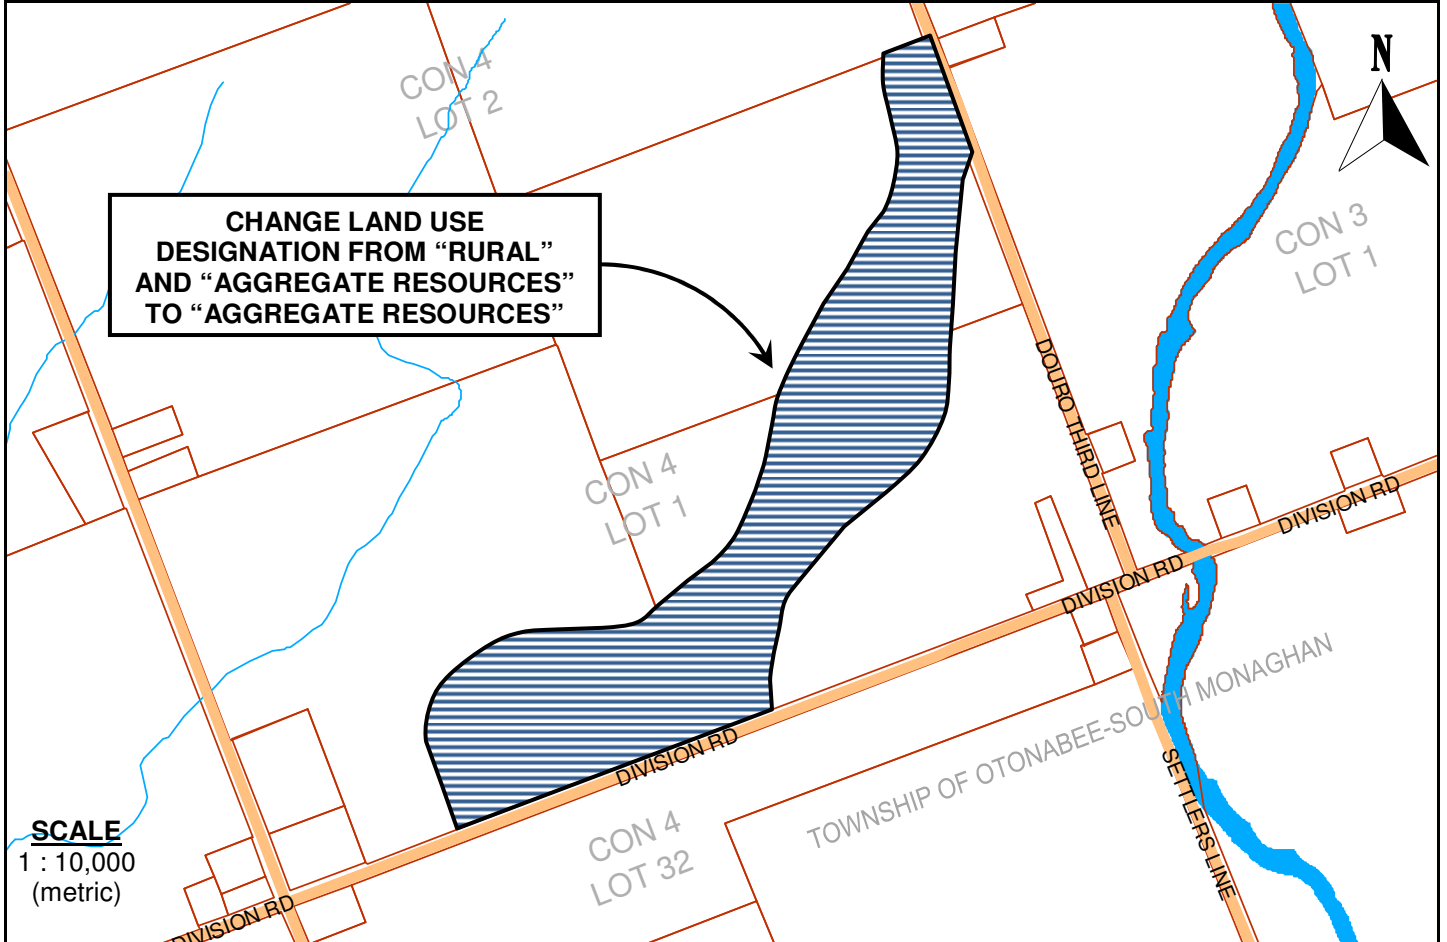 CON 4
LOT 2
N
CHANGE LAND USE
DESIGNATION FROM “RURAL”
AND “AGGREGATE RESOURCES”
TO “AGGREGATE RESOURCES”
CON 3
LOT 1
DOURO THIRD LINE
CON 4
LOT 1
DIVISION RD
DIVISION RD
TOWNSHIP OF OTONABEE-SOUTH MONAGHAN
DIVISION RD
SETTLERS LINE
CON 4
LOT 32
SCALE
1 : 10,000
(metric)
DIVISION RD